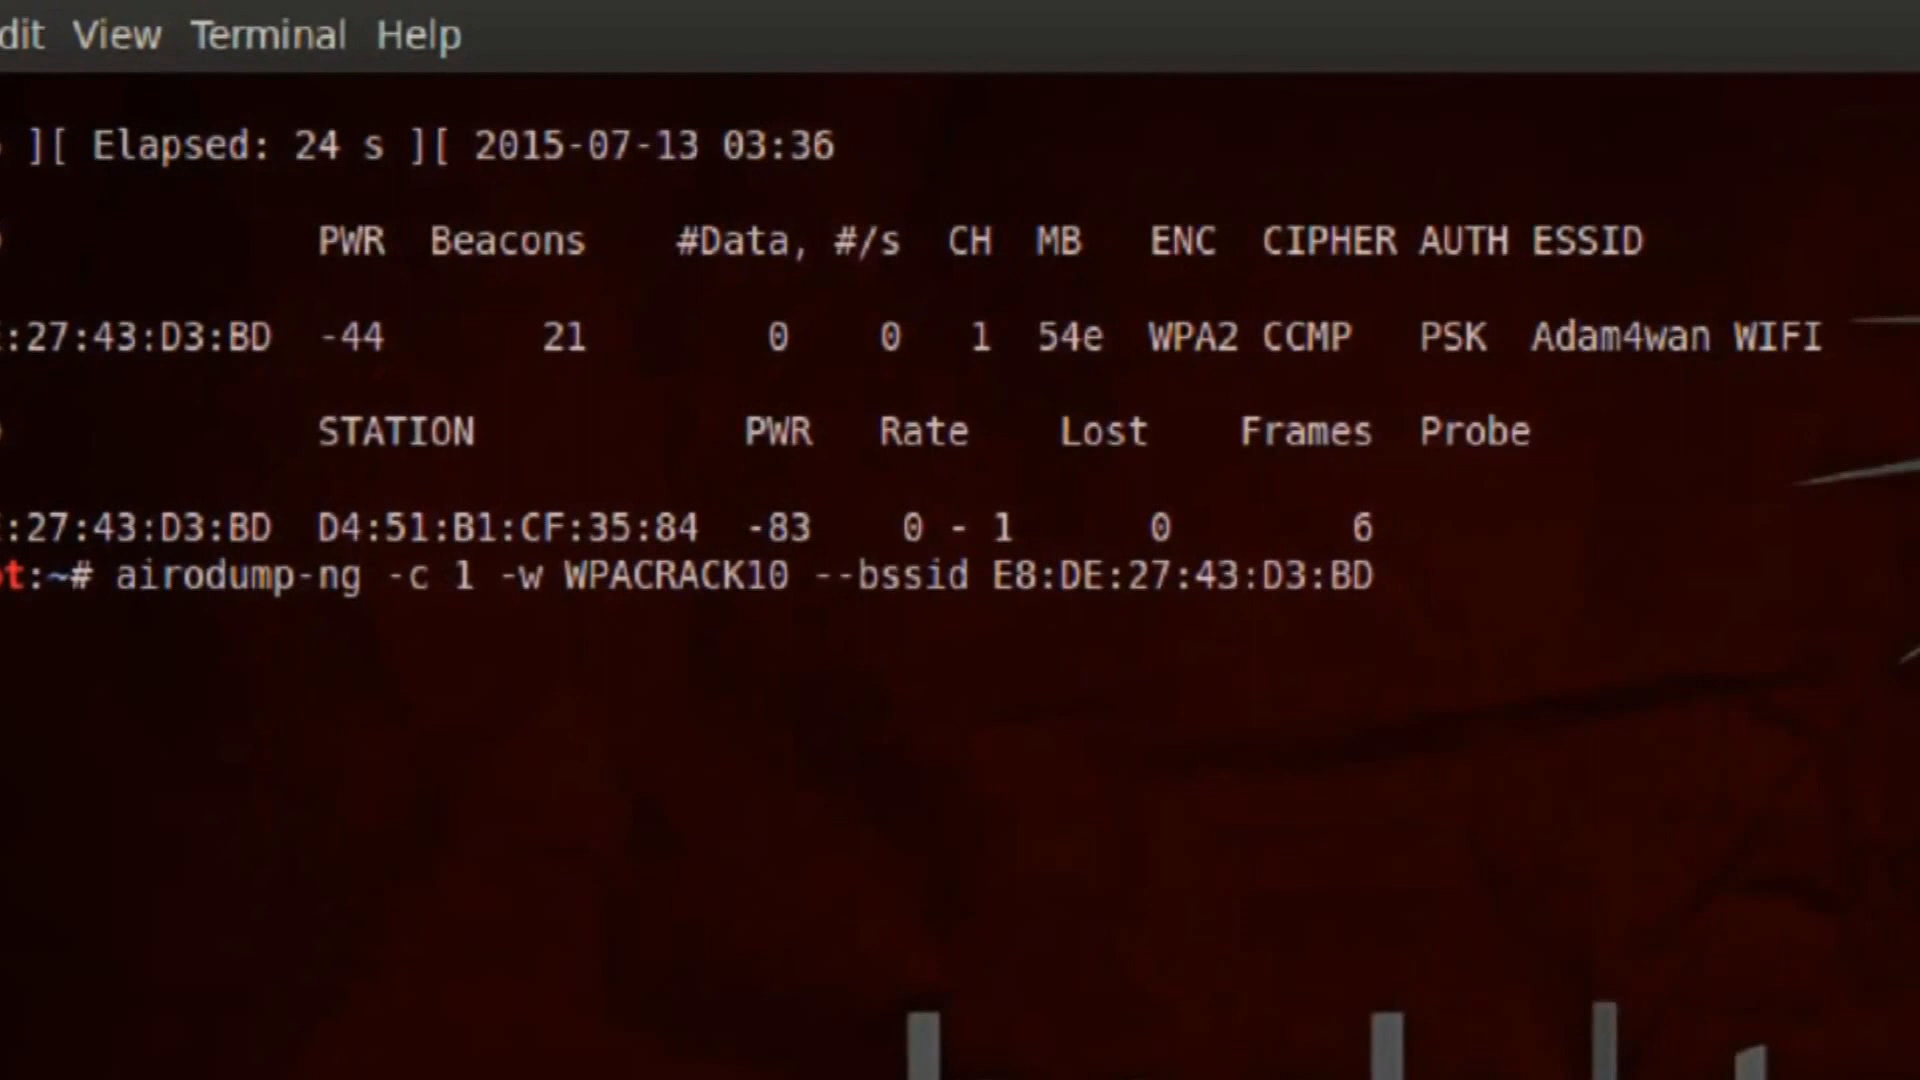 dit View Terminal Help
][ Elapsed: 24 s ][ 2015-07-13 03:36
PWR Beacons #Data, #/s CH MB ENC CIPHER AUTH ESSID
:27:43:D3:BD -44 21 0 0 1 54e WPA2 CCMP PSK Adam4wan WIFI
STATION PWR Rate Lost Frames Probe
:27:43:D3:BD D4:51:B1:CF:35:84 -83 0 - 1 0 6
t:~# airodump-ng -c 1 -w WPACRACK10 --bssid E8:DE:27:43:D3:BD